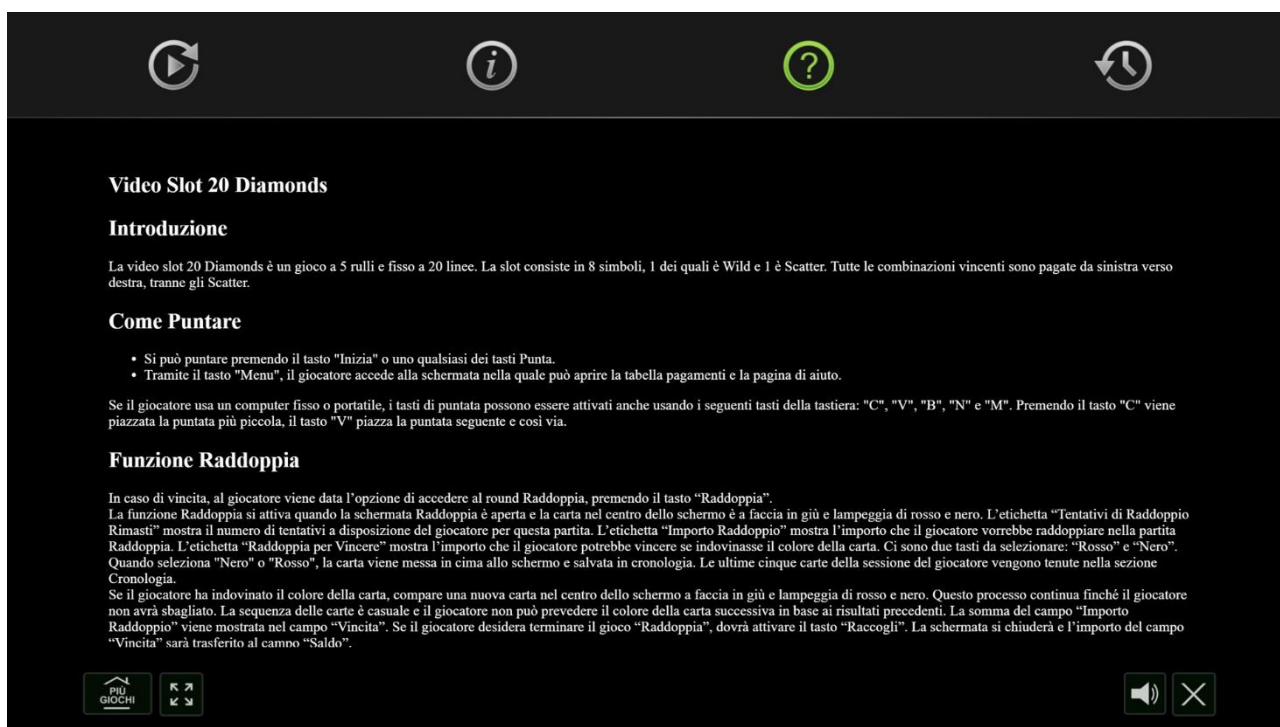 Video Slot 20 Diamonds
Introduzione
La video slot 20 Diamonds è un gioco a 5 rulli e fisso a 20 linee. La slot consiste in 8 simboli, 1 dei quali è Wild e 1 è Scatter. Tutte le combinazioni vincenti sono pagate da sinistra verso
destra, tranne gli Scatter.
Come Puntare
• Si può puntare premendo il tasto "Inizia" o uno qualsiasi dei tasti Punta.
• Tramite il tasto "Menu", il giocatore accede alla schermata nella quale può aprire la tabella pagamenti e la pagina di aiuto.
Se il giocatore usa un computer fisso o portatile, i tasti di puntata possono essere attivati anche usando i seguenti tasti della tastiera: "C", "V", "B", "N" e "M". Premendo il tasto "C" viene
piazzata la puntata più piccola, il tasto "V" piazza la puntata seguente e così via.
Funzione Raddoppia
In caso di vincita, al giocatore viene data l’opzione di accedere al round Raddoppia, premendo il tasto “Raddoppia”.
La funzione Raddoppia si attiva quando la schermata Raddoppia è aperta e la carta nel centro dello schermo è a faccia in giù e lampeggia di rosso e nero. L’etichetta “Tentativi di Raddoppio
Rimasti” mostra il numero di tentativi a disposizione del giocatore per questa partita. L’etichetta “Importo Raddoppio” mostra l’importo che il giocatore vorrebbe raddoppiare nella partita
Raddoppia. L’etichetta “Raddoppia per Vincere” mostra l’importo che il giocatore potrebbe vincere se indovinasse il colore della carta. Ci sono due tasti da selezionare: “Rosso” e “Nero”.
Quando seleziona "Nero" o "Rosso", la carta viene messa in cima allo schermo e salvata in cronologia. Le ultime cinque carte della sessione del giocatore vengono tenute nella sezione
Cronologia.
Se il giocatore ha indovinato il colore della carta, compare una nuova carta nel centro dello schermo a faccia in giù e lampeggia di rosso e nero. Questo processo continua finché il giocatore
non avrà sbagliato. La sequenza delle carte è casuale e il giocatore non può prevedere il colore della carta successiva in base ai risultati precedenti. La somma del campo “Importo
Raddoppio” viene mostrata nel campo “Vincita”. Se il giocatore desidera terminare il gioco “Raddoppia”, dovrà attivare il tasto “Raccogli”. La schermata si chiuderà e l’importo del campo
“Vincita” sarà trasferito al campo “Saldo”.
PIÙ
GIOCHI